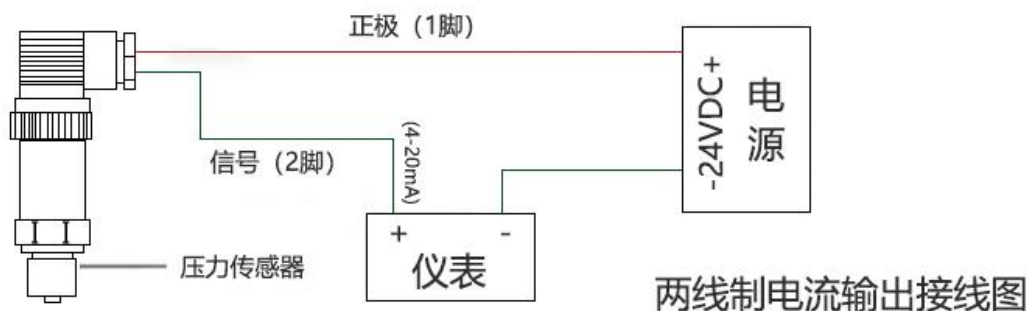 正极（1脚）
-24VDC+
电源
(4-20mA)
信号（2脚）
+ -
仪表
压力传感器
两线制电流输出接线图